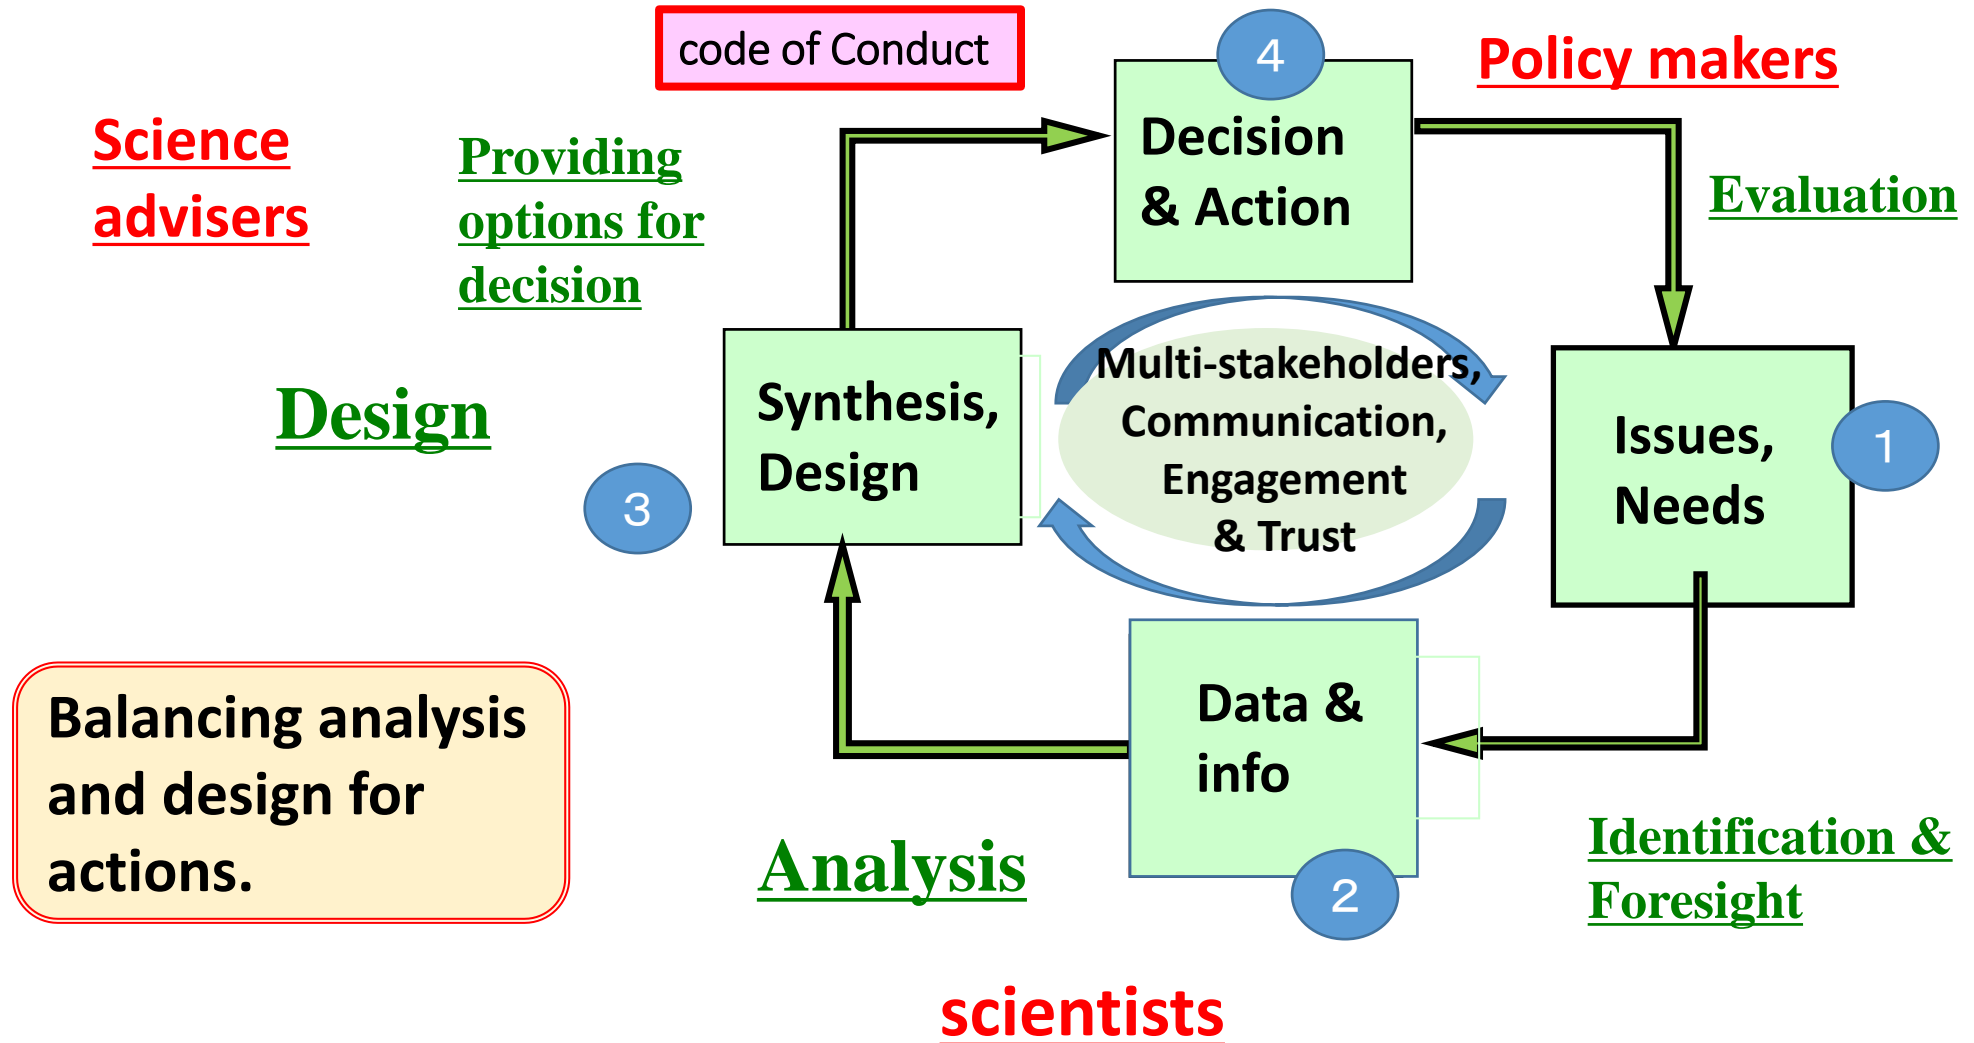 code of Conduct
4
Policy makers
Science
advisers
Providing
options for
decision
Decision
& Action
Evaluation
Design
3
Synthesis,
Design
Multi-stakeholders,
Communication,
Engagement
& Trust
Issues,
Needs
1
Balancing analysis
and design for
actions.
Analysis
Data &
info
2
Identification &
Foresight
scientists